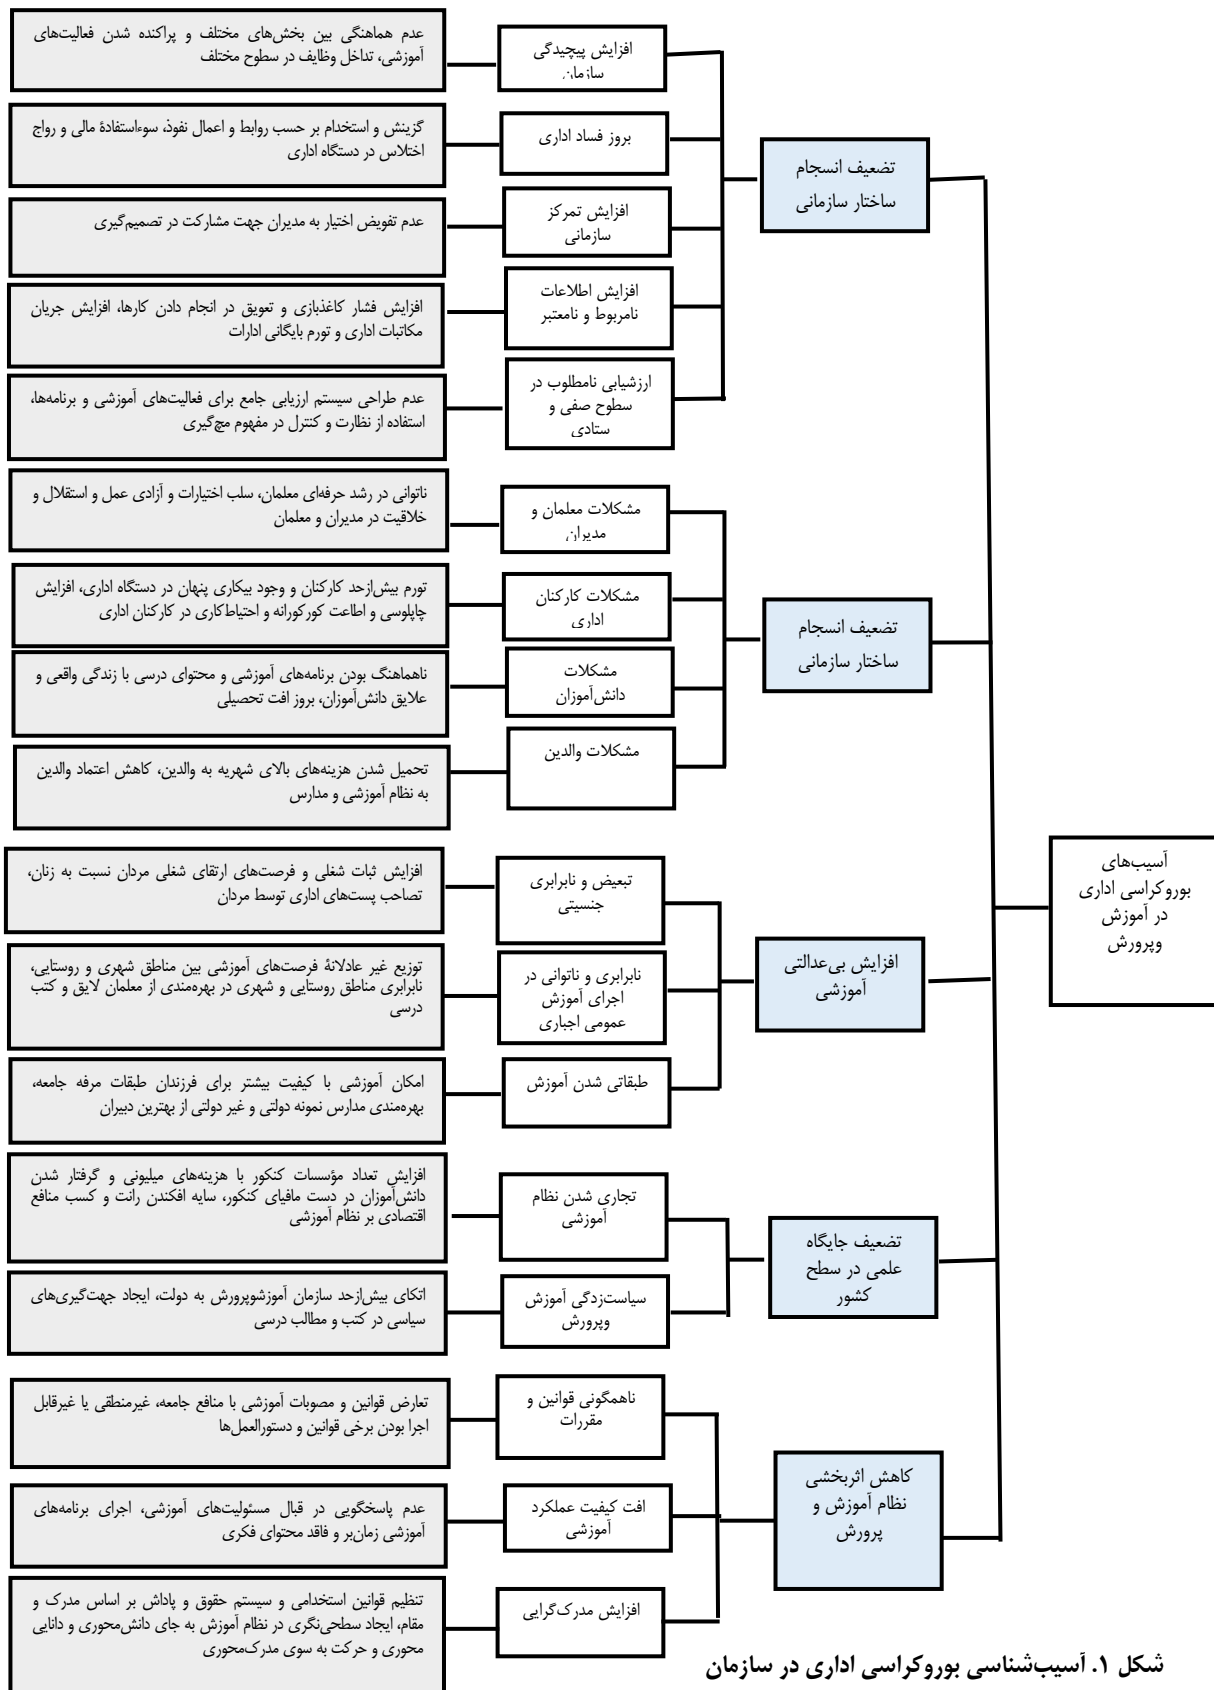 آسیب‌های
بوروکراسی اداری
در آموزش
وپرورش
تضعیف انسجام
ساختار سازمانی
افزایش پیچیدگی
سازمان
عدم هماهنگی بین بخش‌های مختلف و پراکنده شدن فعالیت‌های
آموزشی، تداخل وظایف در سطوح مختلف
بروز فساد اداری
گزینش و استخدام بر حسب روابط و اعمال نفوذ، سوءاستفادهٔ مالی و رواج
اختلاس در دستگاه اداری
افزایش تمرکز
سازمانی
عدم تفویض اختیار به مدیران جهت مشارکت در تصمیم‌گیری
افزایش اطلاعات
نامربوط و نامعتبر
افزایش فشار کاغذبازی و تعویق در انجام دادن کارها، افزایش جریان
مکاتبات اداری و تورم بایگانی ادارات
ارزشیابی نامطلوب در
سطوح صفی و
ستادی
عدم طراحی سیستم ارزیابی جامع برای فعالیت‌های آموزشی و برنامه‌ها،
استفاده از نظارت و کنترل در مفهوم مچ‌گیری
تضعیف انسجام
ساختار سازمانی
مشکلات معلمان و
مدیران
ناتوانی در رشد حرفه‌ای معلمان، سلب اختیارات و آزادی عمل و استقلال و
خلاقیت در مدیران و معلمان
مشکلات کارکنان
اداری
تورم بیش‌ازحد کارکنان و وجود بیکاری پنهان در دستگاه اداری، افزایش
چاپلوسی و اطاعت کورکورانه و احتیاط‌کاری در کارکنان اداری
مشکلات
دانش‌آموزان
ناهماهنگ بودن برنامه‌های آموزشی و محتوای درسی با زندگی واقعی و
علایق دانش‌آموزان، بروز افت تحصیلی
مشکلات والدین
تحمیل شدن هزینه‌های بالای شهریه به والدین، کاهش اعتماد والدین
به نظام آموزشی و مدارس
افزایش بی‌عدالتی
آموزشی
تبعیض و نابرابری
جنسیتی
افزایش ثبات شغلی و فرصت‌های ارتقای شغلی مردان نسبت به زنان،
تصاحب پست‌های اداری توسط مردان
نابرابری و ناتوانی در
اجرای آموزش
عمومی اجباری
توزیع غیر عادلانهٔ فرصت‌های آموزشی بین مناطق شهری و روستایی،
نابرابری مناطق روستایی و شهری در بهره‌مندی از معلمان لایق و کتب
درسی
طبقاتی شدن آموزش
امکان آموزشی با کیفیت بیشتر برای فرزندان طبقات مرفه جامعه،
بهره‌مندی مدارس نمونه دولتی و غیر دولتی از بهترین دبیران
تضعیف جایگاه
علمی در سطح
کشور
تجاری شدن نظام
آموزشی
افزایش تعداد مؤسسات کنکور با هزینه‌های میلیونی و گرفتار شدن
دانش‌آموزان در دست مافیای کنکور، سایه افکندن رانت و کسب منافع
اقتصادی بر نظام آموزشی
سیاست‌زدگی آموزش
وپرورش
اتکای بیش‌ازحد سازمان آموزشوپرورش به دولت، ایجاد جهت‌گیری‌های
سیاسی در کتب و مطالب درسی
کاهش اثربخشی
نظام آموزش و
پرورش
ناهمگونی قوانین و
مقررات
تعارض قوانین و مصوبات آموزشی با منافع جامعه، غیرمنطقی یا غیرقابل
اجرا بودن برخی قوانین و دستورالعمل‌ها
افت کیفیت عملکرد
آموزشی
عدم پاسخگویی در قبال مسئولیت‌های آموزشی، اجرای برنامه‌های
آموزشی زمان‌بر و فاقد محتوای فکری
افزایش مدرک‌گرایی
تنظیم قوانین استخدامی و سیستم حقوق و پاداش بر اساس مدرک و
مقام، ایجاد سطحی‌نگری در نظام آموزش به جای دانش‌محوری و دانایی
محوری و حرکت به سوی مدرک‌محوری
شکل ۱. آسیب‌شناسی بوروکراسی اداری در سازمان